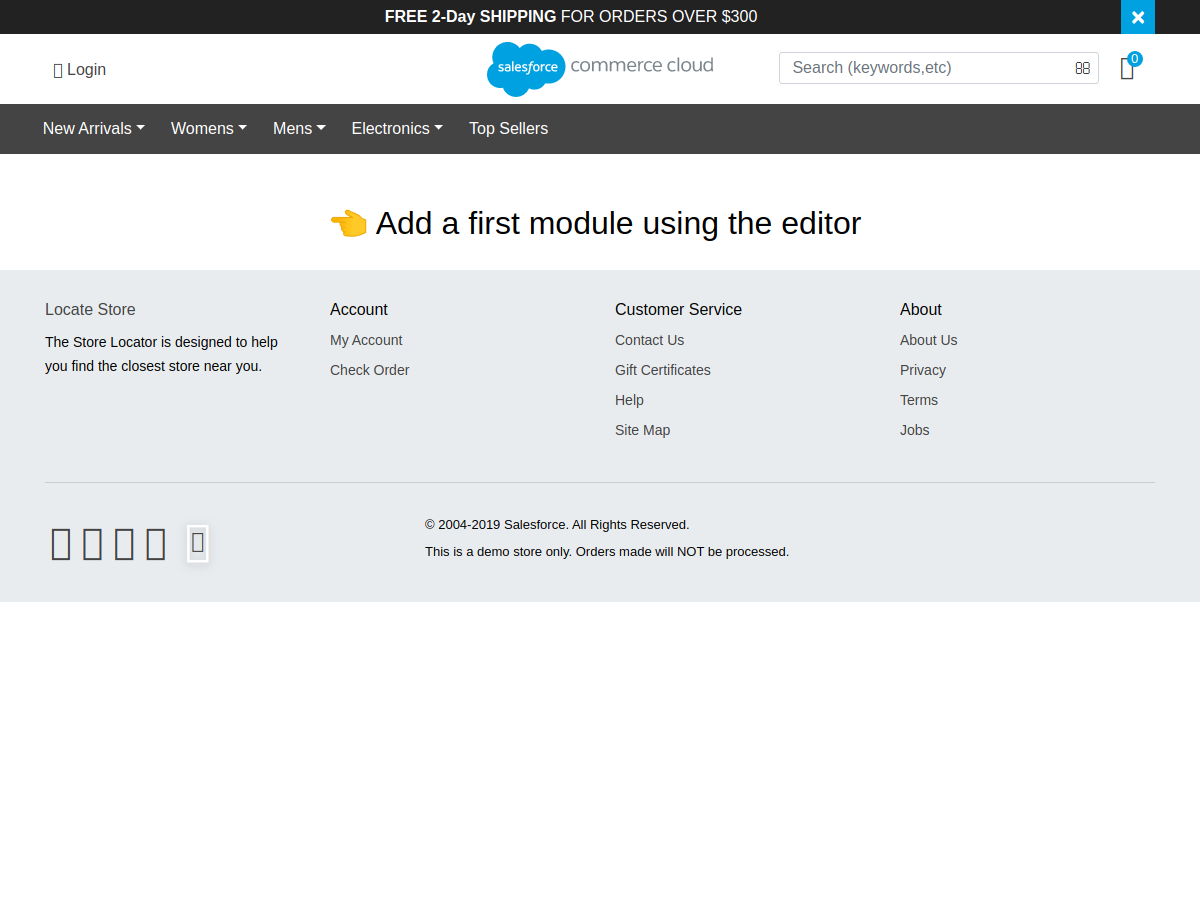 FREE 2-Day SHIPPING FOR ORDERS OVER $300
×
Login
salesforce commerce cloud
Search (keywords,etc)
0
New Arrivals Womens Mens Electronics Top Sellers
👈 Add a first module using the editor
Locate Store
The Store Locator is designed to help
you find the closest store near you.
Account
My Account
Check Order
Customer Service
Contact Us
Gift Certificates
Help
Site Map
About
About Us
Privacy
Terms
Jobs
© 2004-2019 Salesforce. All Rights Reserved.
This is a demo store only. Orders made will NOT be processed.